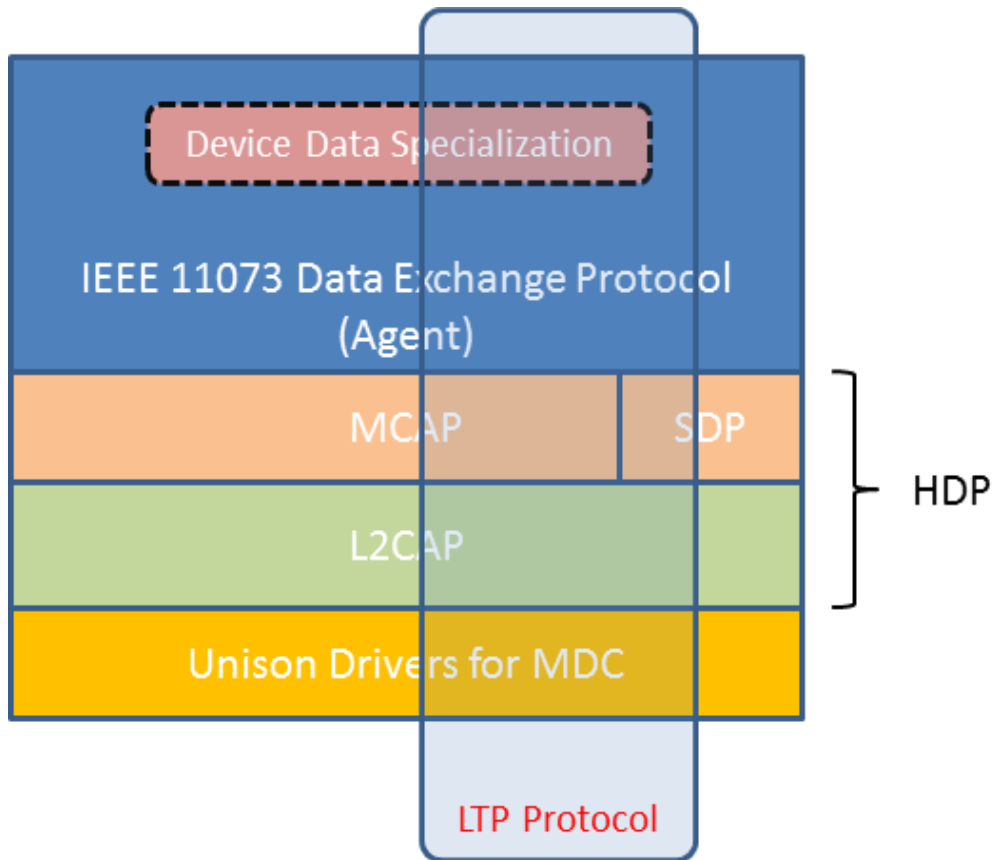 Device Data Specialization
IEEE 11073 Data Exchange Protocol
(Agent)
MCAP
SDP
HDP
L2CAP
Unison Drivers for MDC
LTP Protocol